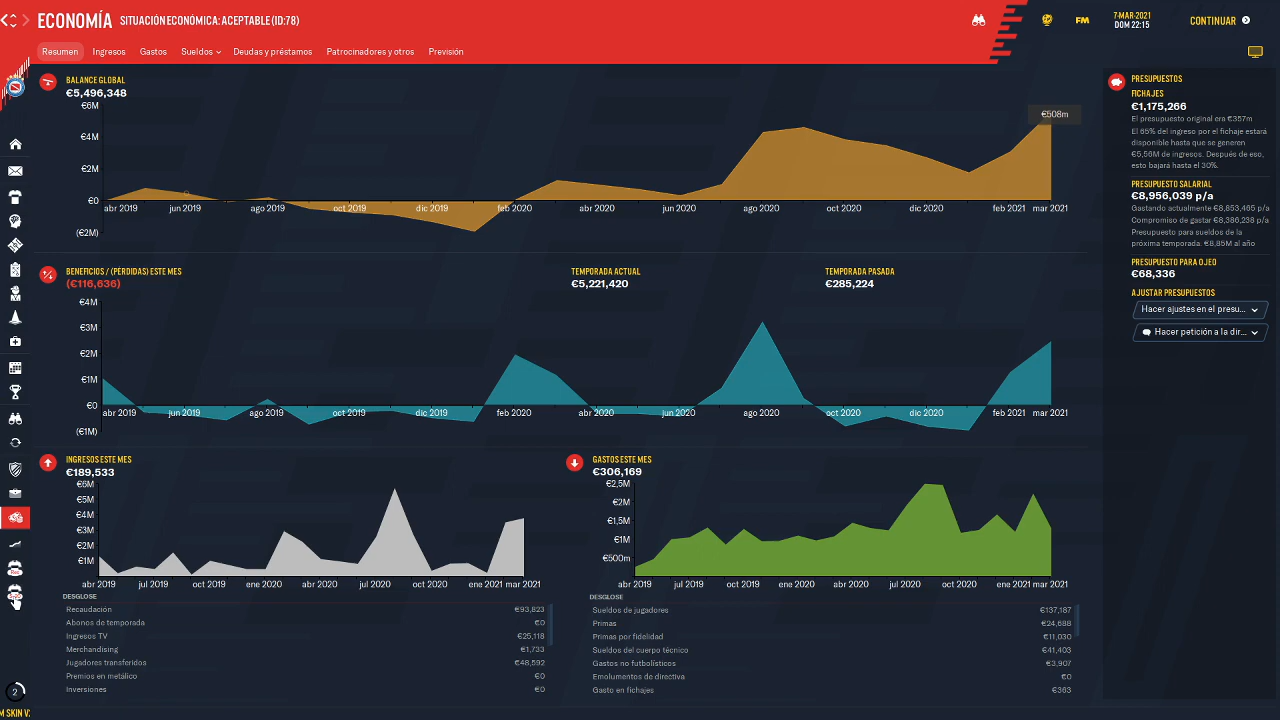 ECONOMÍA
SITUACIÓN ECONÓMICA: ACEPTABLE (ID:78)
FM
7-MAR-2021
DOM 22:15
CONTINUAR
Resumen
Ingresos
Gastos
Sueldos
Deudas y préstamos
Patrocinadores y otros
Previsión
BALANCE GLOBAL
€5,496,348
€6M
€4M
€2M
€0
(€2M)
€508m
abr 2019
jun 2019
ago 2019
oct 2019
dic 2019
feb 2020
abr 2020
jun 2020
ago 2020
oct 2020
dic 2020
feb 2021
mar 2021
BENEFICIOS / (PÉRDIDAS) ESTE MES
(€116,636)
TEMPORADA ACTUAL
€5,221,420
TEMPORADA PASADA
€285,224
€4M
€3M
€2M
€1M
€0
(€1M)
abr 2019
jun 2019
ago 2019
oct 2019
dic 2019
feb 2020
abr 2020
jun 2020
ago 2020
oct 2020
dic 2020
feb 2021
mar 2021
INGRESOS ESTE MES
€189,533
€6M
€5M
€4M
€3M
€2M
€1M
abr 2019
jul 2019
oct 2019
ene 2020
abr 2020
jul 2020
oct 2020
ene 2021
mar 2021
DESGLOSE
Recaudación €93,823
Abonos de temporada €0
Ingresos TV €25,118
Merchandising €1,733
Jugadores transferidos €48,592
Premios en metálico €0
Inversiones €0
GASTOS ESTE MES
€306,169
€2,5M
€2M
€1,5M
€1M
€500m
abr 2019
jul 2019
oct 2019
ene 2020
abr 2020
jul 2020
oct 2020
ene 2021
mar 2021
DESGLOSE
Sueldos de jugadores €137,187
Primas €24,688
Primas por fidelidad €11,030
Sueldos del cuerpo técnico €41,403
Gastos no futbolísticos €3,907
Emolumentos de directiva €0
Gasto en fichajes €363
PRESUPUESTOS
FICHAJES
€1,175,266
El presupuesto original era €357m
El 65% del ingreso por el fichaje estará
disponible hasta que se generen
€5,56M de ingresos. Después de eso,
esto bajará hasta el 30%.
PRESUPUESTO SALARIAL
€8,956,039 p/a
Gastando actualmente €8,853,465 p/a
Compromiso de gastar €8,386,238 p/a
Presupuesto para sueldos de la
próxima temporada: €8,85M al año
PRESUPUESTO PARA OJEO
€68,336
AJUSTAR PRESUPUESTOS
Hacer ajustes en el presu...
Hacer petición a la dir...
2
M SKIN V: